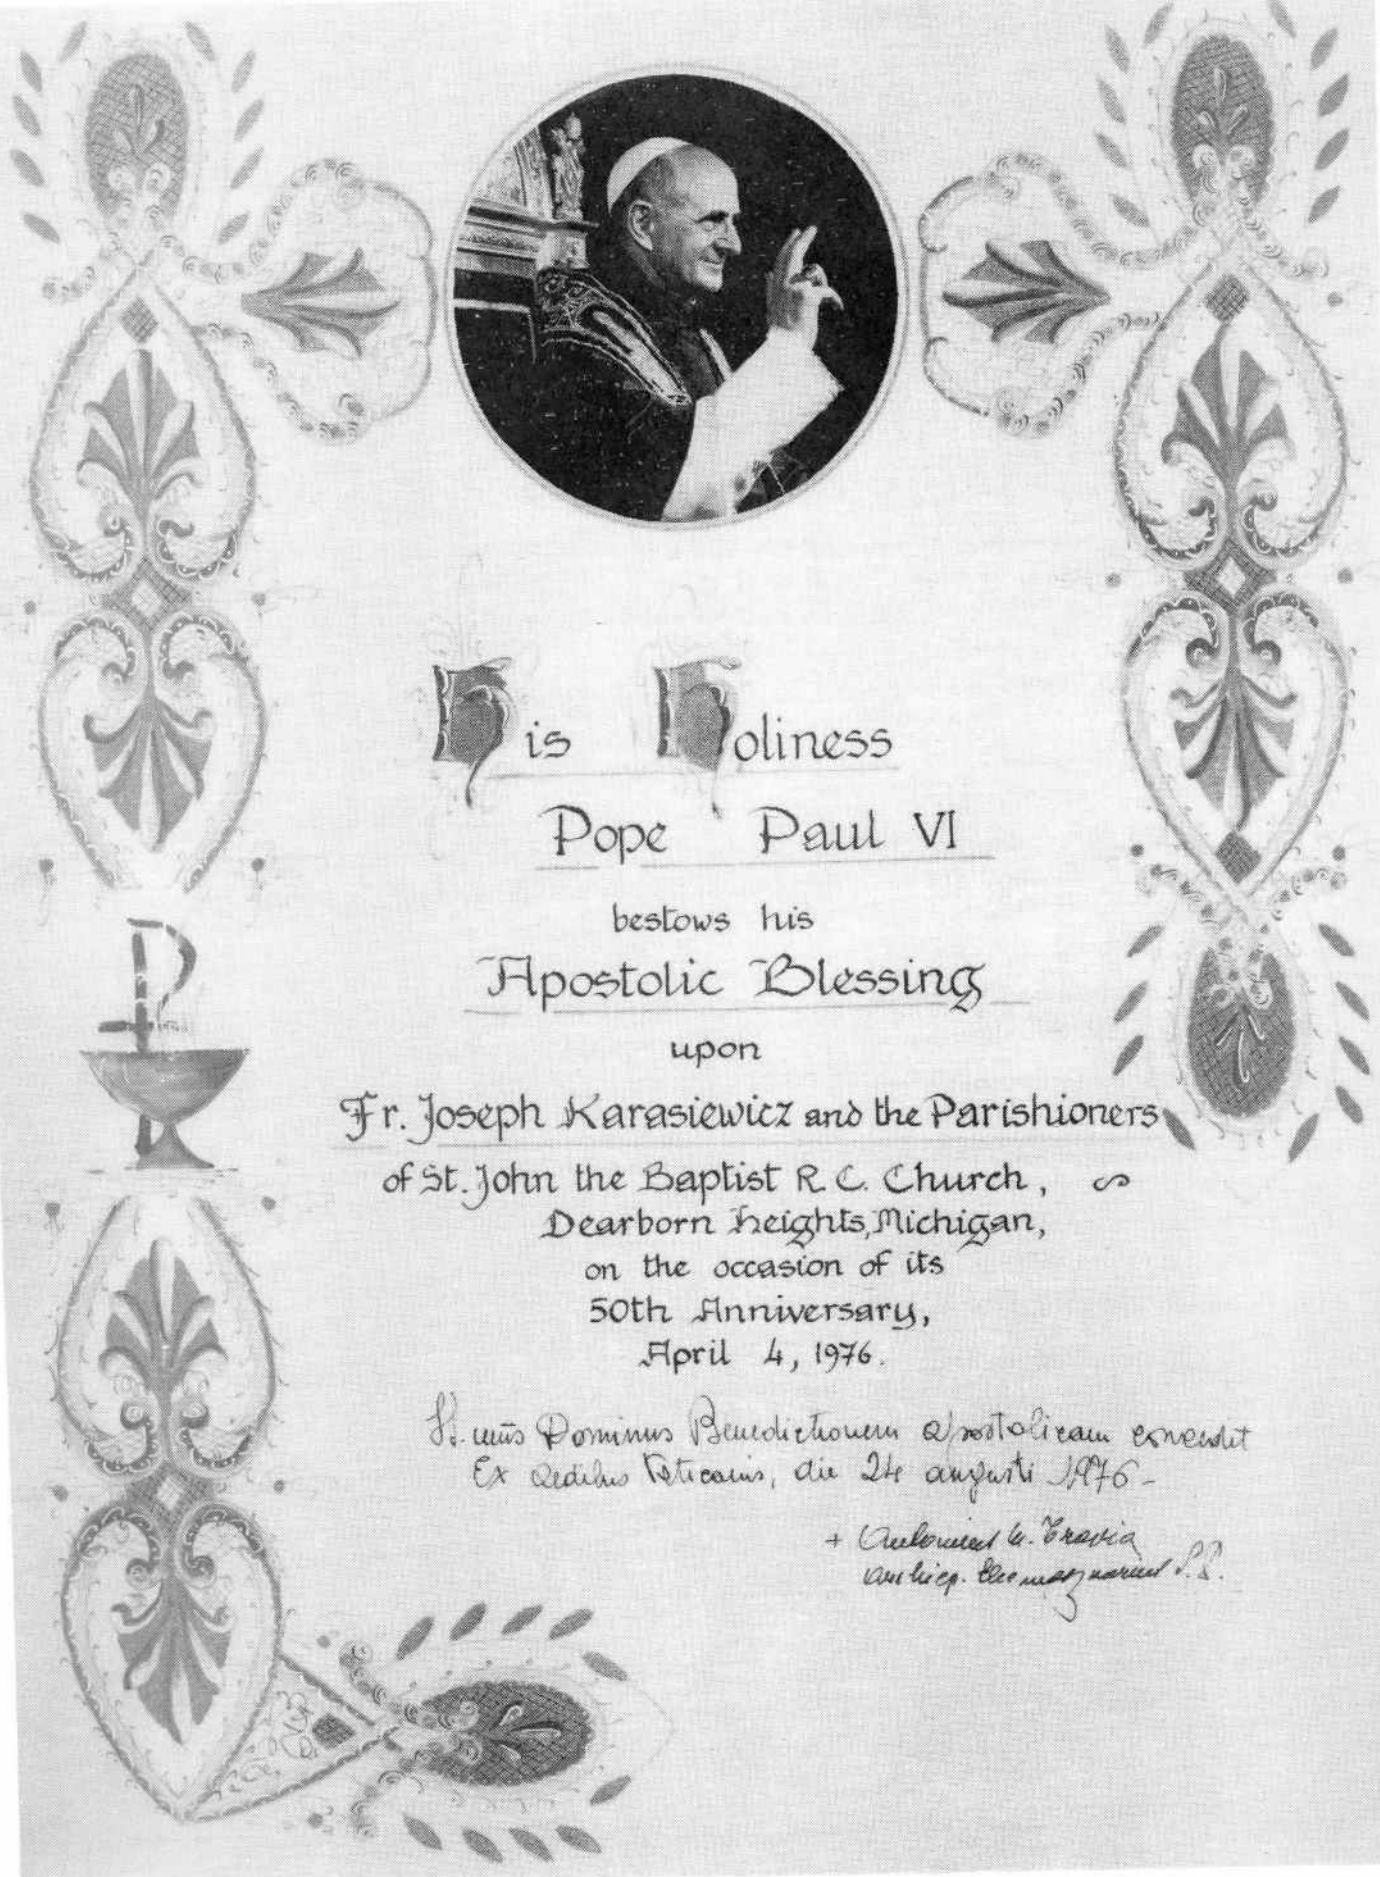 His Holiness
Pope Paul VI
bestows his
Apostolic Blessing
upon
Fr. Joseph Karasiewicz and the Parishioners
of St. John the Baptist R. C. Church,
Dearborn Heights, Michigan,
on the occasion of its
50th Anniversary,
April 4, 1976.
Dominus Benedictionem apostolicam
Ex aedibus Vaticanis, die 24 augusti 1976-
+ Antonius M. Travia